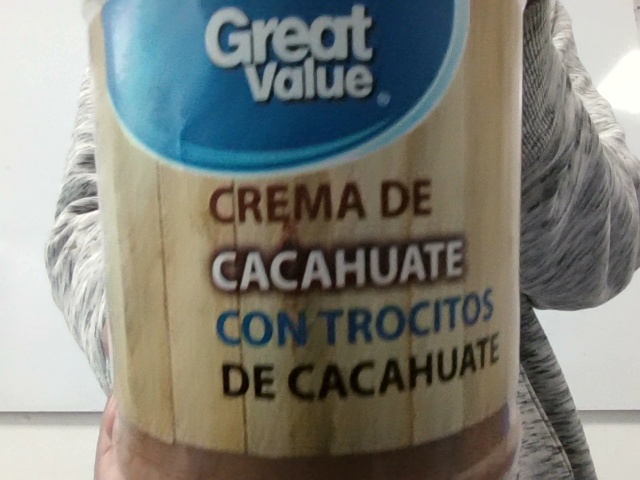 Great
Value
CREMA DE
CACAHUATE
CON TROCITOS
DE CACAHUATE